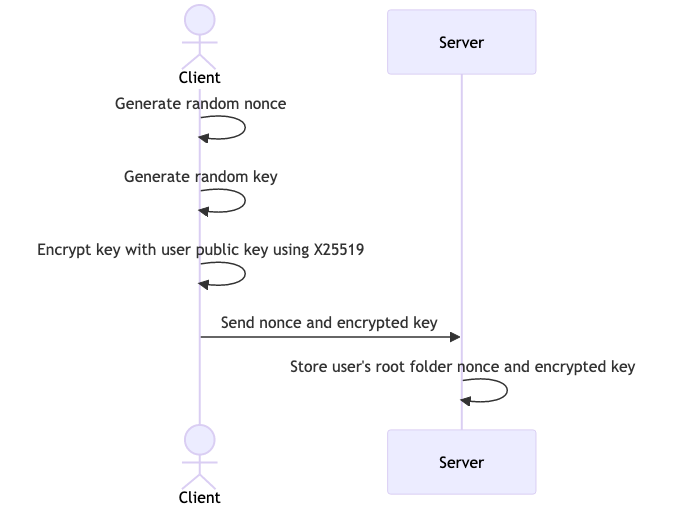 Client
Server
Generate random nonce
Generate random key
Encrypt key with user public key using X25519
Send nonce and encrypted key
Store user's root folder nonce and encrypted key
Client
Server